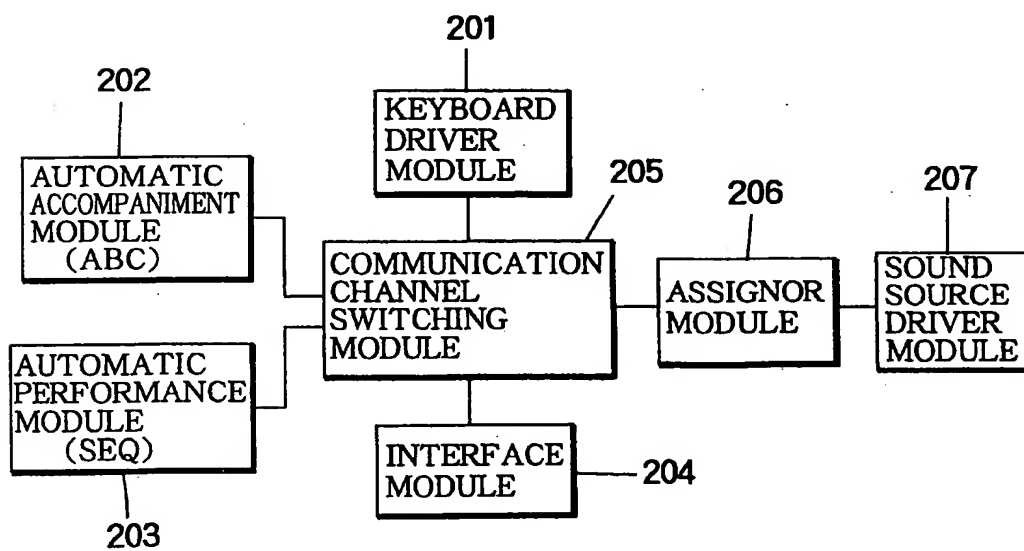 201
KEYBOARD
DRIVER
MODULE
202
AUTOMATIC
ACCOMPANIMENT
MODULE
(ABC)
205
COMMUNICATION
CHANNEL
SWITCHING
MODULE
206
ASSIGNOR
MODULE
207
SOUND
SOURCE
DRIVER
MODULE
AUTOMATIC
PERFORMANCE
MODULE
(SEQ)
203
INTERFACE
MODULE
204